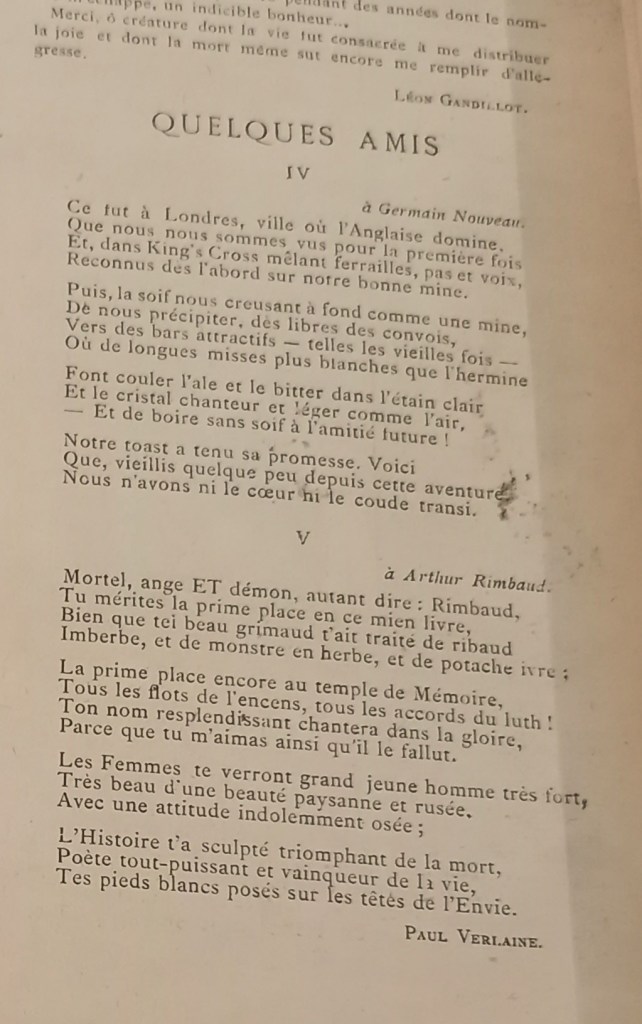 pendant des années dont le nom-
échappe, un indicible bonheur...
Merci, ô créature dont la vie fut consacrée à me distribuer
la joie et dont la mort même sut encore me remplir d'allé-
gresse.
LÉON GANDILLOT.
QUELQUES AMIS
IV
à Germain Nouveau.
Ce fut à Londres, ville où l'Anglaise domine,
Que nous nous sommes vus pour la première fois
Et, dans King's Cross mêlant ferrailles, pas et voix,
Reconnus dès l'abord sur notre bonne mine.
Puis, la soif nous creusant à fond comme une mine,
De nous précipiter, dès libres des convois,
Vers des bars attractifs — telles les vieilles fois —
Où de longues misses plus blanches que l'hermine
Font couler l'ale et le bitter dans l'étain clair
Et le cristal chanteur et léger comme l'air,
— Et de boire sans soif à l'amitié future !
Notre toast a tenu sa promesse. Voici
Que, vieillis quelque peu depuis cette aventure,
Nous n'avons ni le cœur ni le coude transi.
V
à Arthur Rimbaud.
Mortel, ange ET démon, autant dire : Rimbaud,
Tu mérites la prime place en ce mien livre,
Bien que tel beau grimaud t'ait traité de ribaud
Imberbe, et de monstre en herbe, et de potache ivre ;
La prime place encore au temple de Mémoire,
Tous les flots de l'encens, tous les accords du luth !
Ton nom resplendissant chantera dans la gloire,
Parce que tu m'aimas ainsi qu'il le fallut.
Les Femmes te verront grand jeune homme très fort,
Très beau d'une beauté paysanne et rusée.
Avec une attitude indolemment osée ;
L'Histoire t'a sculpté triomphant de la mort,
Poète tout-puissant et vainqueur de la vie,
Tes pieds blancs posés sur les têtes de l'Envie.
PAUL VERLAINE.